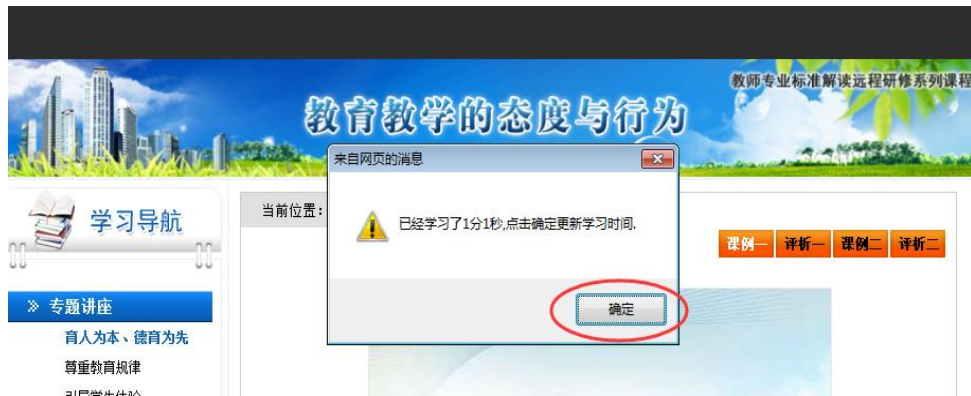 教师专业标准解读远程研修系列课程
教育教学的态度与行为
来自网页的消息
已经学习了1分1秒,点击确定更新学习时间.
确定
学习导航
当前位置:
课例一 评析一 课例二 评析二
» 专题讲座
育人为本、德育为先
尊重教育规律